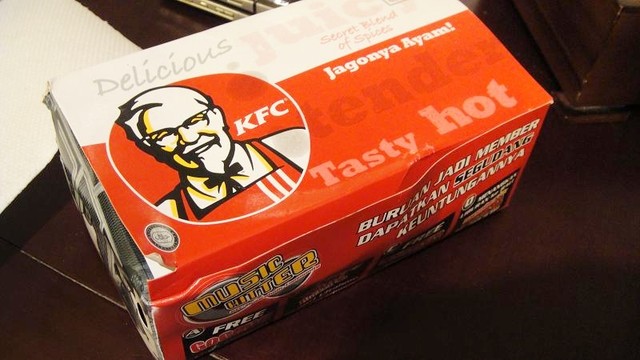 Delicious
Secret Blend
of Spices
Jagonya Ayam!
tender
Tasty hot
KFC
BURUAN JADI MEMBER
DAPATKAN SEGUDANG
KEUNTUNGANNYA
MUSIC
HITTER
FREE